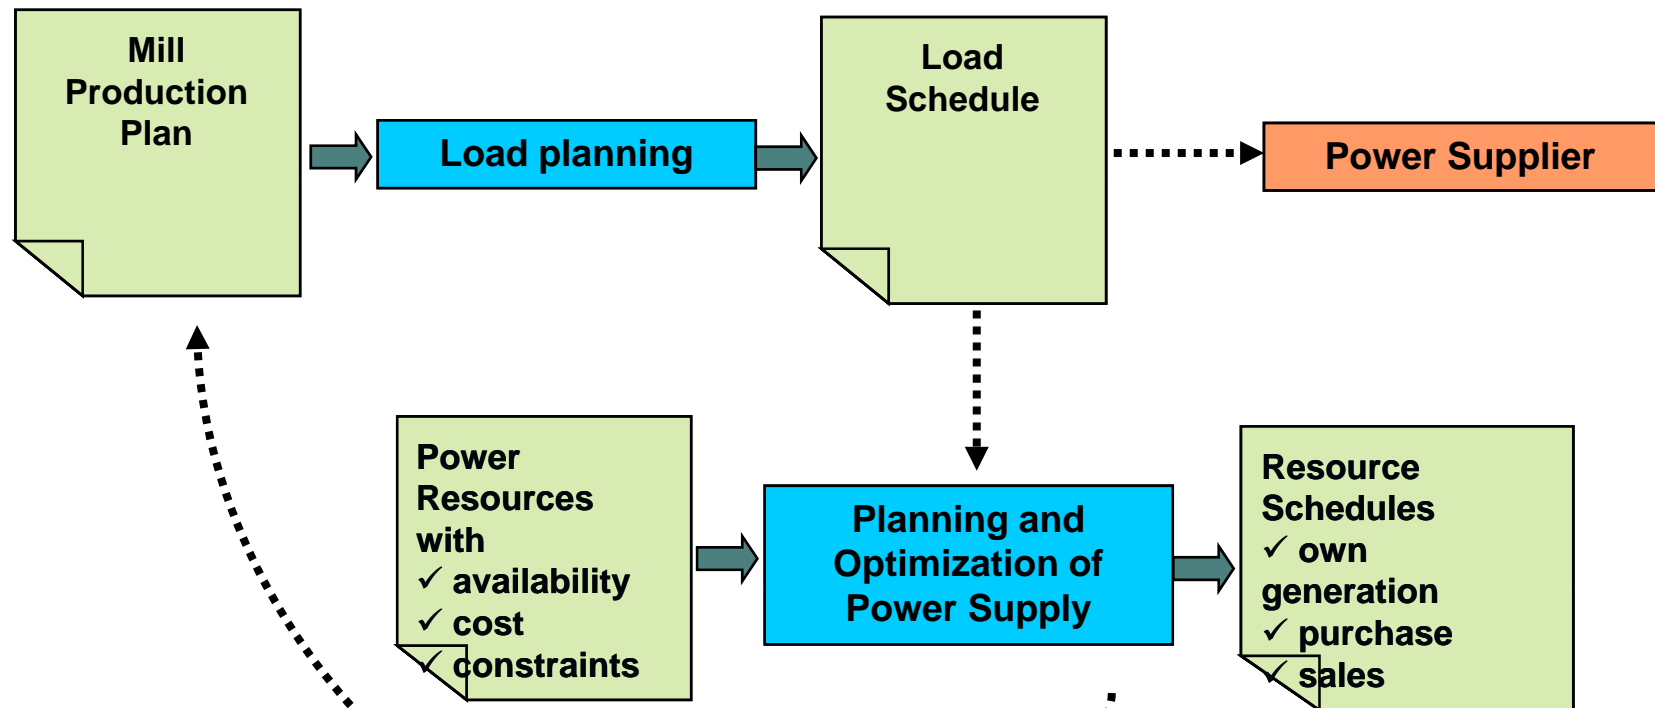 Mill
Production
Plan
Load planning
Load
Schedule
Power Supplier
Power
Resources
with
✓ availability
✓ cost
✓ constraints
Planning and
Optimization of
Power Supply
Resource
Schedules
✓ own
generation
✓ purchase
✓ sales